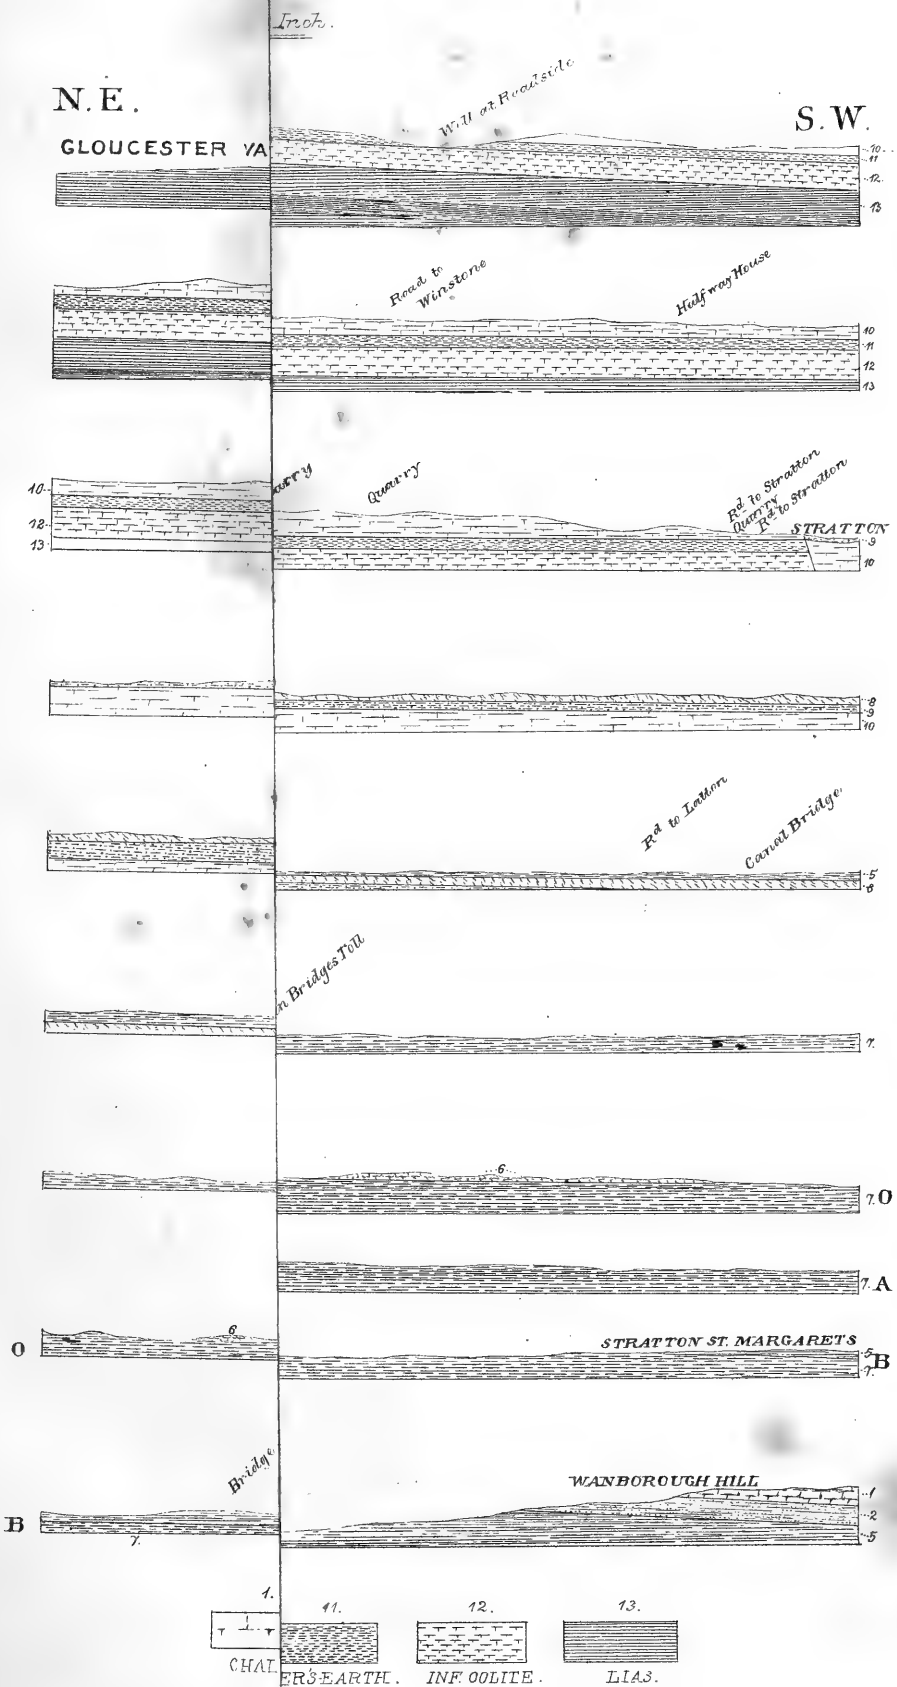 Inch.
N.E.
S.W.
Well at Roadside
GLOUCESTER VA
10
11
12
13
Road to
Winstone
Halfway House
10
11
12
13
arry
Quarry
Rd to Stratton
Quarry
Rd to Stratton
STRATTON
10
12
13
9
10
8
9
10
Rd to Latton
Canal Bridge.
5
8
n Bridges Toll
7.
6
7. O
7. A
O
6
STRATTON ST. MARGARETS
5
B
7.
Bridge
WANBOROUGH HILL
1
2
5
B
7.
1.
11.
12.
13.
CHAL
ER'S EARTH.
INF. OOLITE.
LIAS.